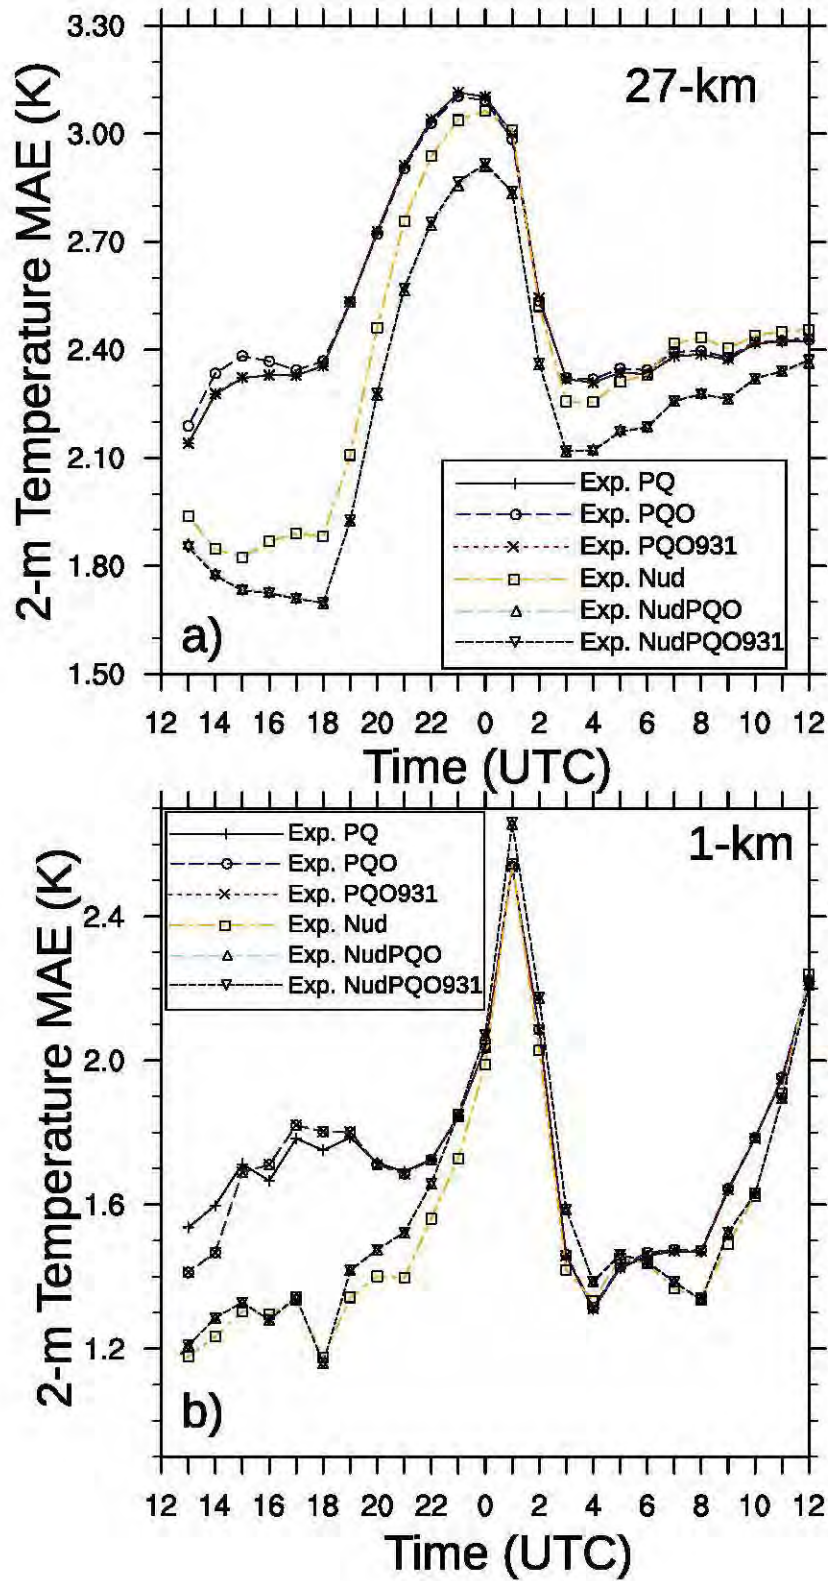 3.30
3.00
2.70
2.40
2.10
1.80
1.50
2-m Temperature MAE (K)
27-km
Exp. PQ
Exp. PQO
Exp. PQO931
Exp. Nud
Exp. NudPQO
Exp. NudPQO931
a)
12 14 16 18 20 22 0 2 4 6 8 10 12
Time (UTC)
Exp. PQ
Exp. PQO
Exp. PQO931
Exp. Nud
Exp. NudPQO
Exp. NudPQO931
1-km
2.4
2.0
1.6
1.2
2-m Temperature MAE (K)
b)
12 14 16 18 20 22 0 2 4 6 8 10 12
Time (UTC)